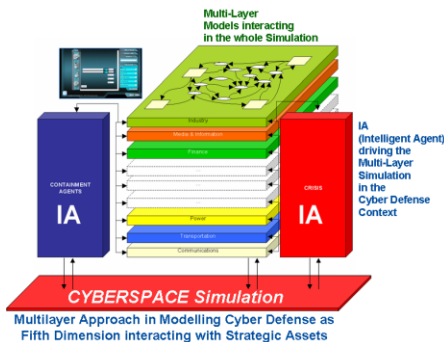 Multi-Layer
Models interacting
in the whole Simulation
Industry
Media & Information
Finance
...
...
...
Power
Transportation
Communications
CONTAINMENT
AGENTS
IA
CRISIS
IA
IA
(Intelligent Agent)
driving the
Multi-Layer
Simulation
in the
Cyber Defense
Context
CYBERSPACE Simulation
Multilayer Approach in Modelling Cyber Defense as
Fifth Dimension interacting with Strategic Assets